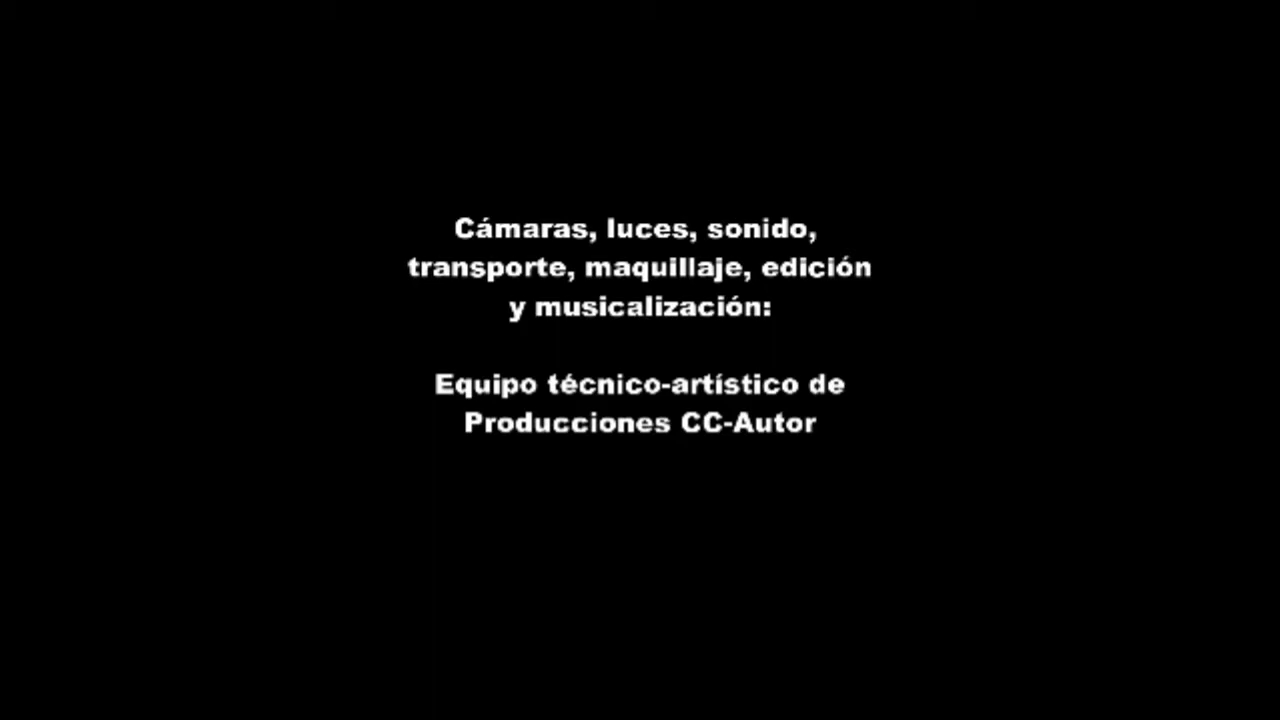 Cámaras, luces, sonido,
transporte, maquillaje, edición
y musicalización:
Equipo técnico-artístico de
Producciones CC-Autor